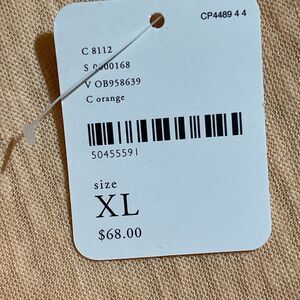 CP4489 4 4
C 8112
S 0000168
V OB958639
C orange
50455591
size
XL
$68.00